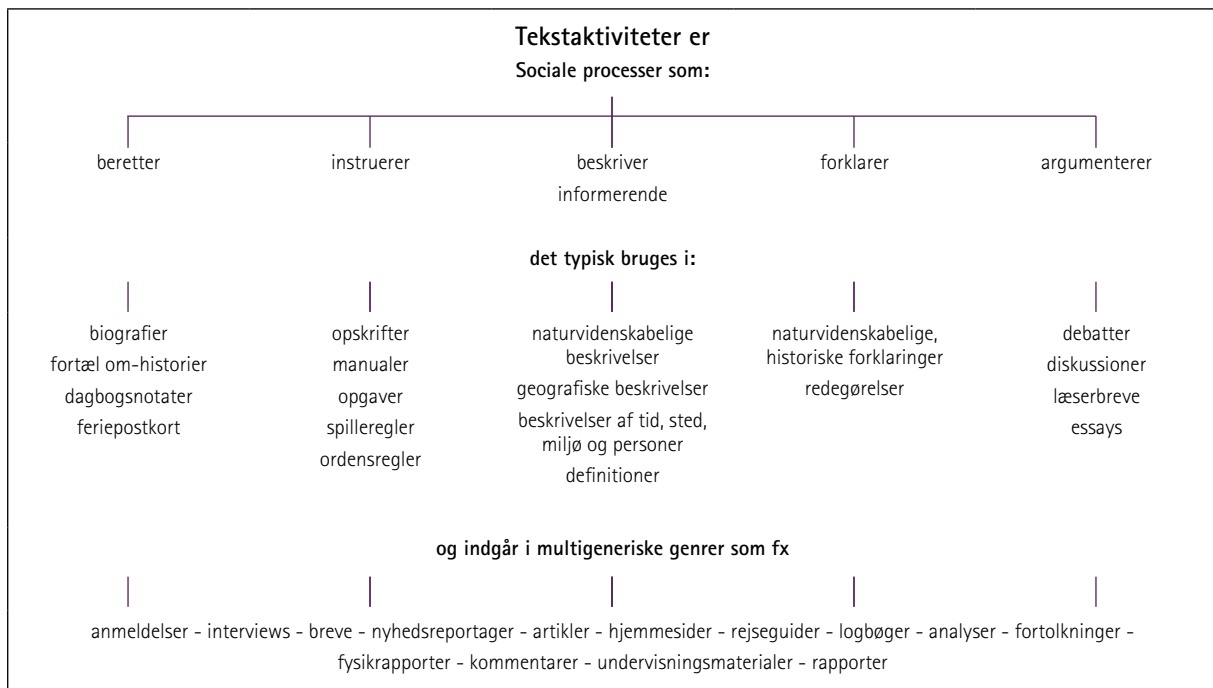 Tekstaktiviteter er
Sociale processer som:
beretter
instruerer
beskriver
informerende
forklarer
argumenterer
det typisk bruges i:
biografier
fortæl om-historier
dagbogsnotater
feriepostkort
opskrifter
manualer
opgaver
spilleregler
ordensregler
naturvidenskabelige
beskrivelser
geografiske beskrivelser
beskrivelser af tid, sted,
miljø og personer
definitioner
naturvidenskabelige,
historiske forklaringer
redegørelser
debatter
diskussioner
læserbreve
essays
og indgår i multigeneriske genrer som fx
anmeldelser - interviews - breve - nyhedsreportager - artikler - hjemmesider - rejseguider - logbøger - analyser - fortolkninger -
fysikrapporter - kommentarer - undervisningsmaterialer - rapporter